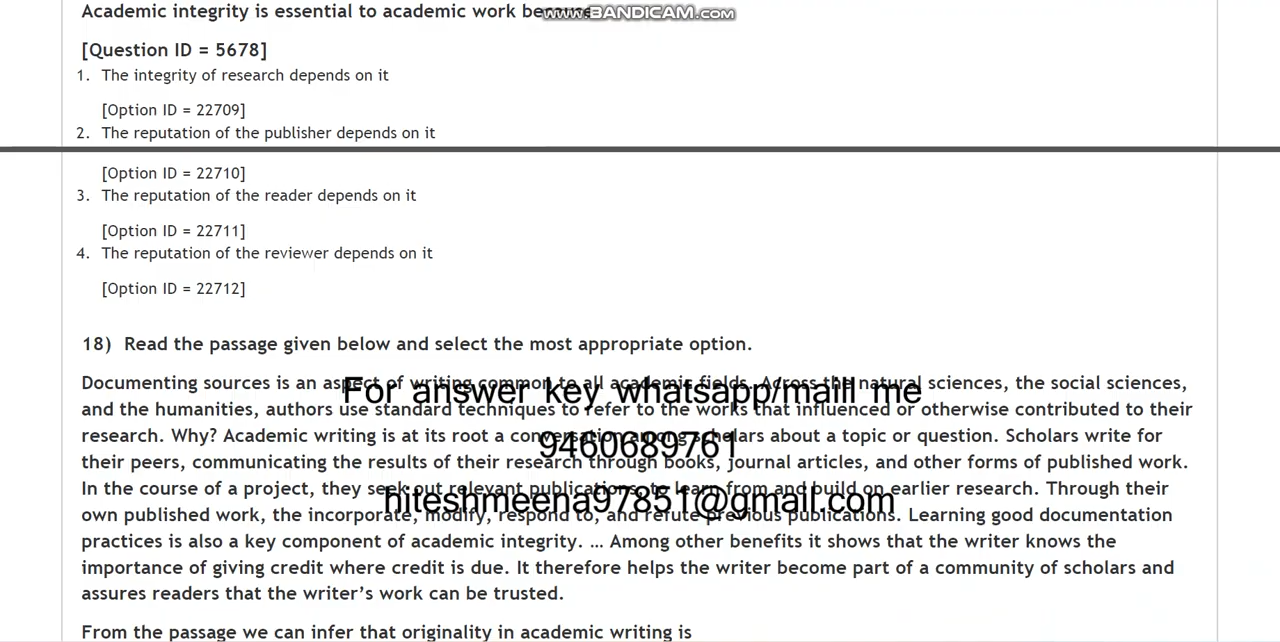 Academic integrity is essential to academic work because
www.BANDICAM.com
[Question ID = 5678]
1. The integrity of research depends on it
[Option ID = 22709]
2. The reputation of the publisher depends on it
[Option ID = 22710]
3. The reputation of the reader depends on it
[Option ID = 22711]
4. The reputation of the reviewer depends on it
[Option ID = 22712]
18) Read the passage given below and select the most appropriate option.
Documenting sources is an aspect of writing common to all academic fields. Across the natural sciences, the social sciences,
For answer key whatsapp/maill me
and the humanities, authors use standard techniques to refer to the works that influenced or otherwise contributed to their
research. Why? Academic writing is at its root a conversation among scholars about a topic or question. Scholars write for
9460689761
their peers, communicating the results of their research through books, journal articles, and other forms of published work.
In the course of a project, they seek out relevant publications, to learn from and build on earlier research. Through their
hiteshmeena97851@gmail.com
own published work, the incorporate, modify, respond to, and refute previous publications. Learning good documentation
practices is also a key component of academic integrity. ... Among other benefits it shows that the writer knows the
importance of giving credit where credit is due. It therefore helps the writer become part of a community of scholars and
assures readers that the writer's work can be trusted.
From the passage we can infer that originality in academic writing is